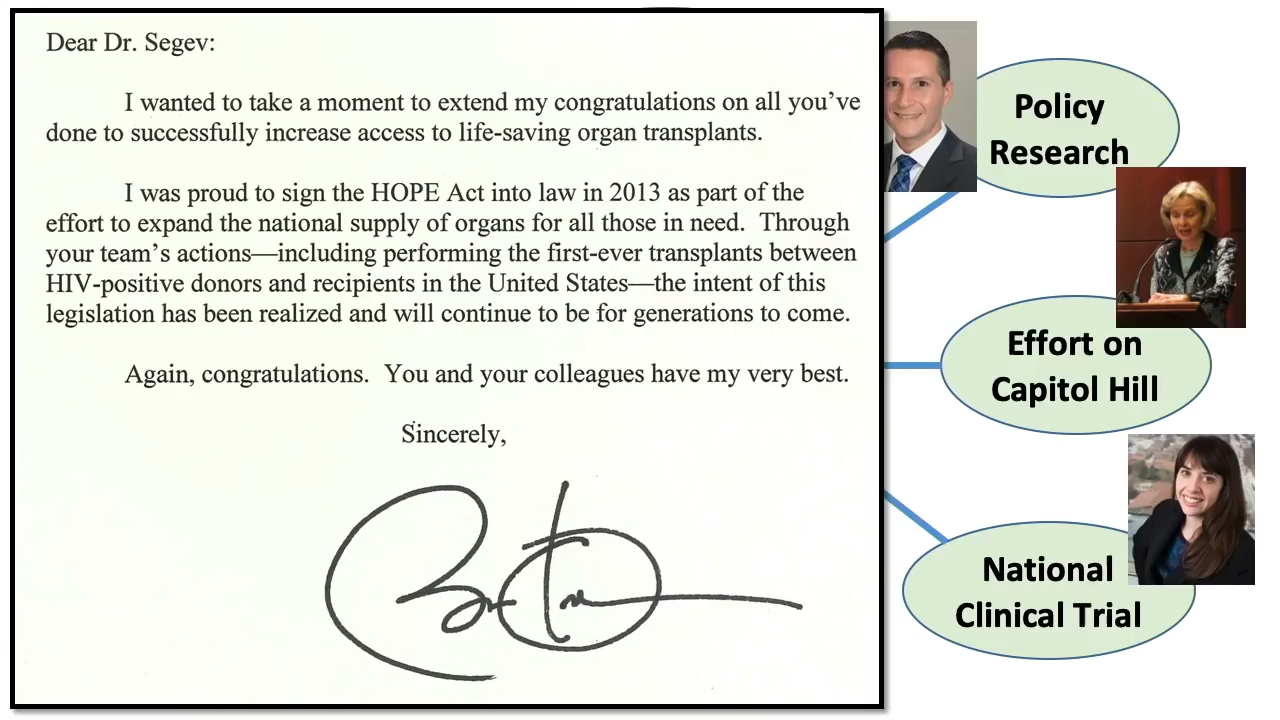 Dear Dr. Segev:
I wanted to take a moment to extend my congratulations on all you’ve
done to successfully increase access to life-saving organ transplants.
I was proud to sign the HOPE Act into law in 2013 as part of the
effort to expand the national supply of organs for all those in need.  Through
your team’s actions—including performing the first-ever transplants between
HIV-positive donors and recipients in the United States—the intent of this
legislation has been realized and will continue to be for generations to come.
Again, congratulations.  You and your colleagues have my very best.
Sincerely,
Policy
Research
Effort on
Capitol Hill
National
Clinical Trial